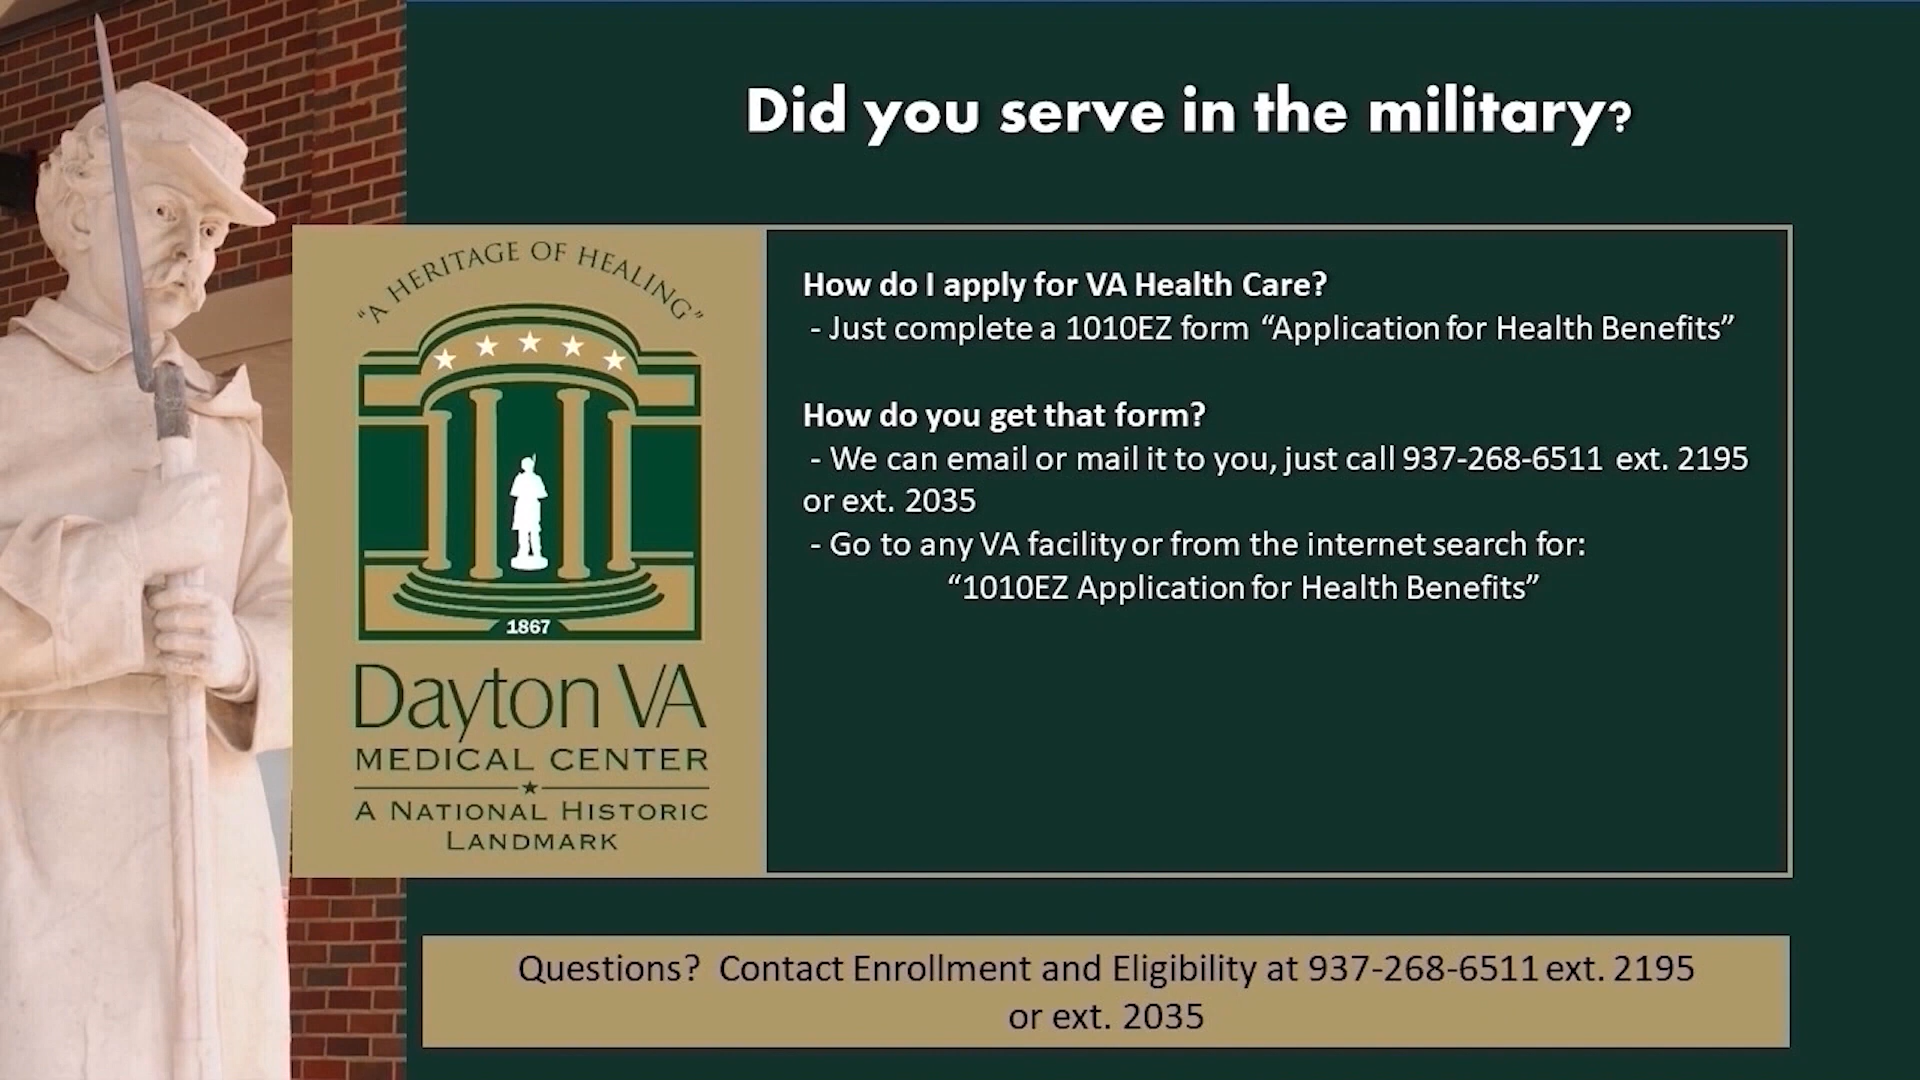 Did you serve in the military?
“A HERITAGE OF HEALING”
1867
Dayton VA
MEDICAL CENTER
A NATIONAL HISTORIC
LANDMARK
How do I apply for VA Health Care?
- Just complete a 1010EZ form “Application for Health Benefits”
How do you get that form?
- We can email or mail it to you, just call 937-268-6511 ext. 2195
or ext. 2035
- Go to any VA facility or from the internet search for:
“1010EZ Application for Health Benefits”
Questions? Contact Enrollment and Eligibility at 937-268-6511 ext. 2195
or ext. 2035